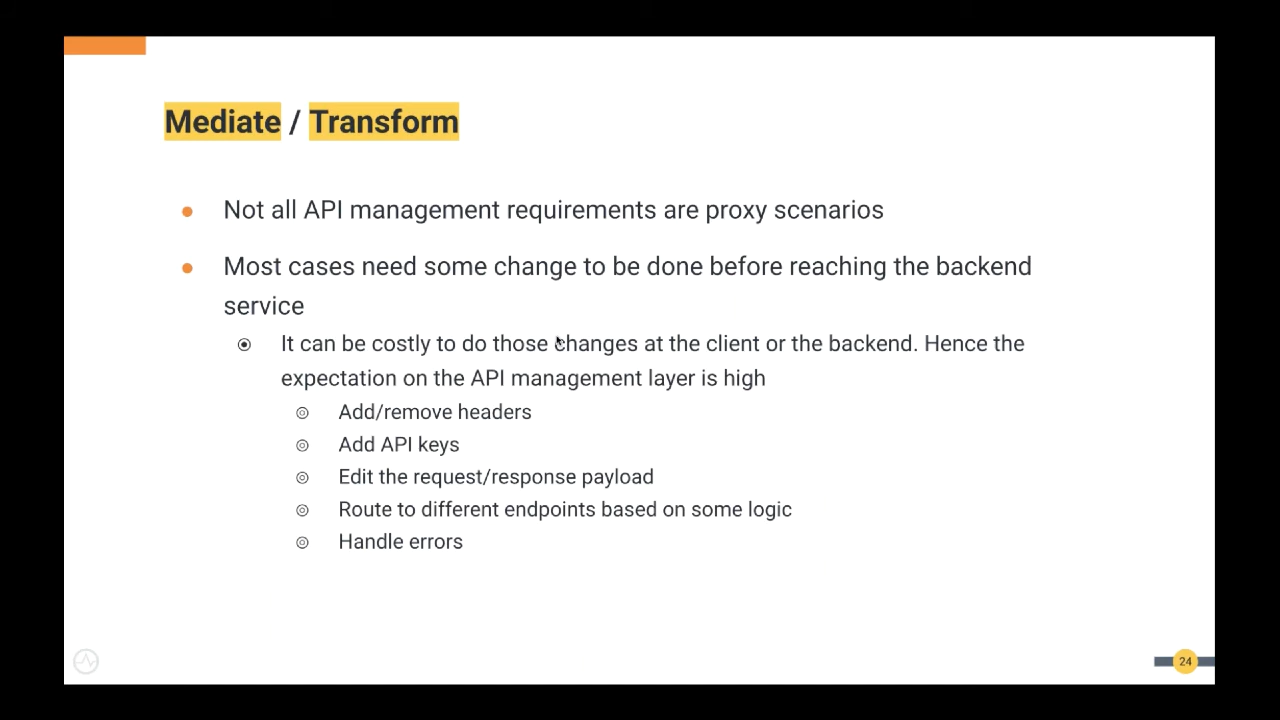 Mediate / Transform
Not all API management requirements are proxy scenarios
Most cases need some change to be done before reaching the backend
service
It can be costly to do those changes at the client or the backend. Hence the
expectation on the API management layer is high
Add/remove headers
Add API keys
Edit the request/response payload
Route to different endpoints based on some logic
Handle errors
24